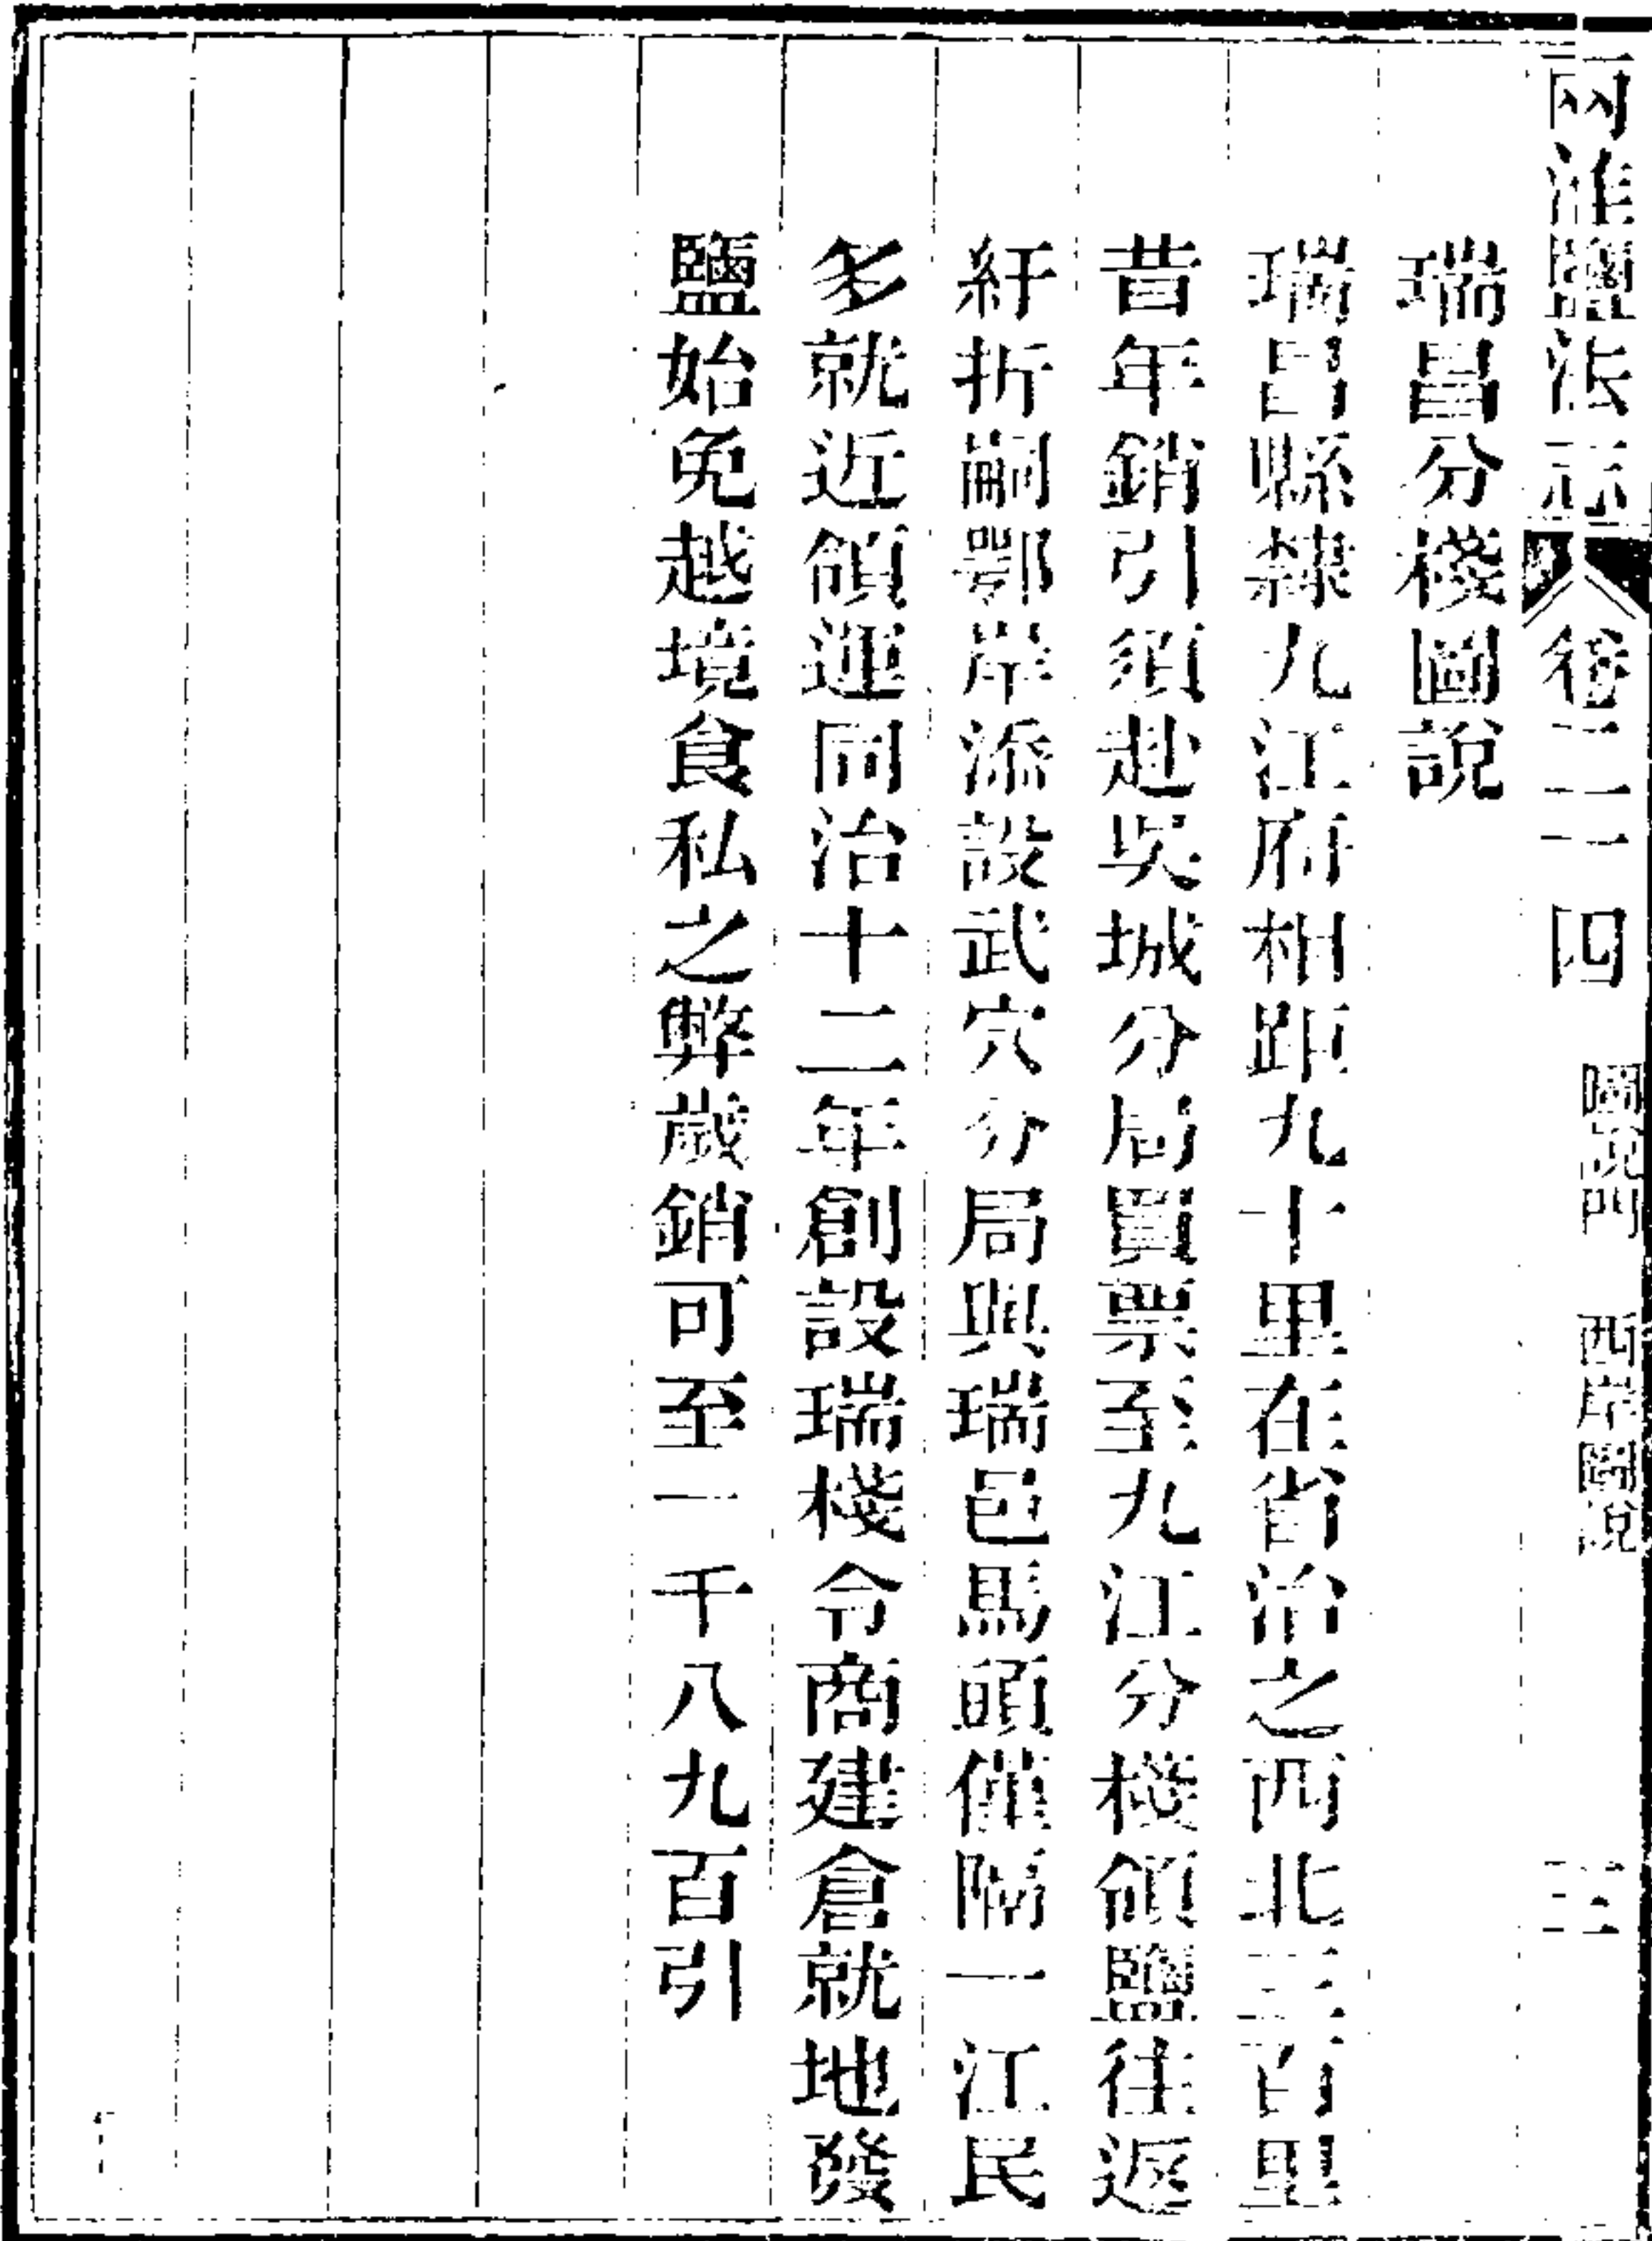 兩淮鹽法志 卷二十四 圖說門 西岸圖說 三
瑞昌分棧圖說
瑞昌縣隸九江府相距九十里在省治之西北三百里
昔年銷引須赴吳城分局買票至九江分棧領鹽往返
紆折嗣鄂岸添設武穴分局與瑞邑馬頭僅隔一江民
多就近領運同治十二年創設瑞棧令商建倉就地發
鹽始免越境食私之弊歲銷可至一千八九百引